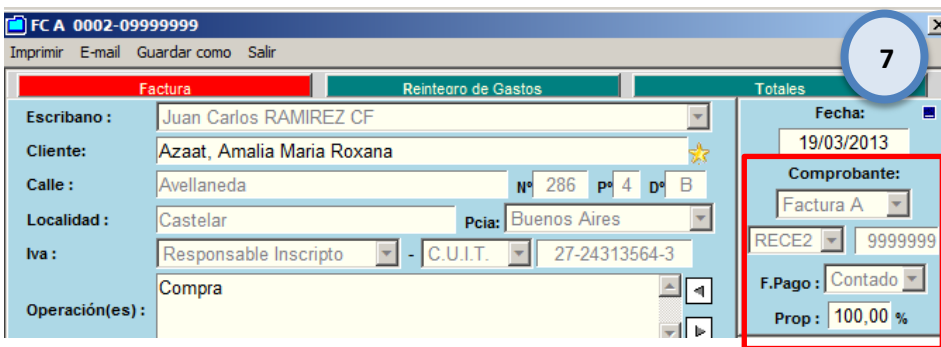 FC A 0002-09999999
Imprimir E-mail Guardar como Salir
7
Factura Reintegro de Gastos Totales
Escribano : Juan Carlos RAMIREZ CF
Fecha:
19/03/2013
Cliente: Azaat, Amalia Maria Roxana
Calle : Avellaneda Nº 286 Pº 4 Dº B
Comprobante:
Factura A
Localidad : Castelar Pcia: Buenos Aires
RECE2 9999999
Iva : Responsable Inscripto - C.U.I.T. 27-24313564-3
F.Pago : Contado
Operación(es) : Compra
Prop : 100,00 %